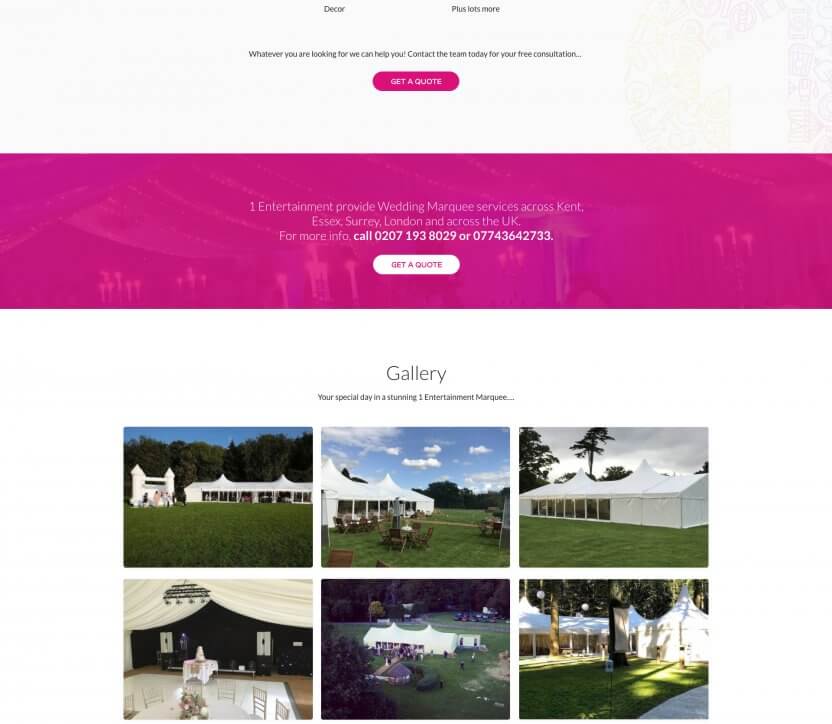 Decor
Plus lots more
Whatever you are looking for we can help you! Contact the team today for your free consultation...
GET A QUOTE
1 Entertainment provide Wedding Marquee services across Kent,
Essex, Surrey, London and across the UK.
For more info, call 0207 193 8029 or 07743642733.
GET A QUOTE
Gallery
Your special day in a stunning 1 Entertainment Marquee....